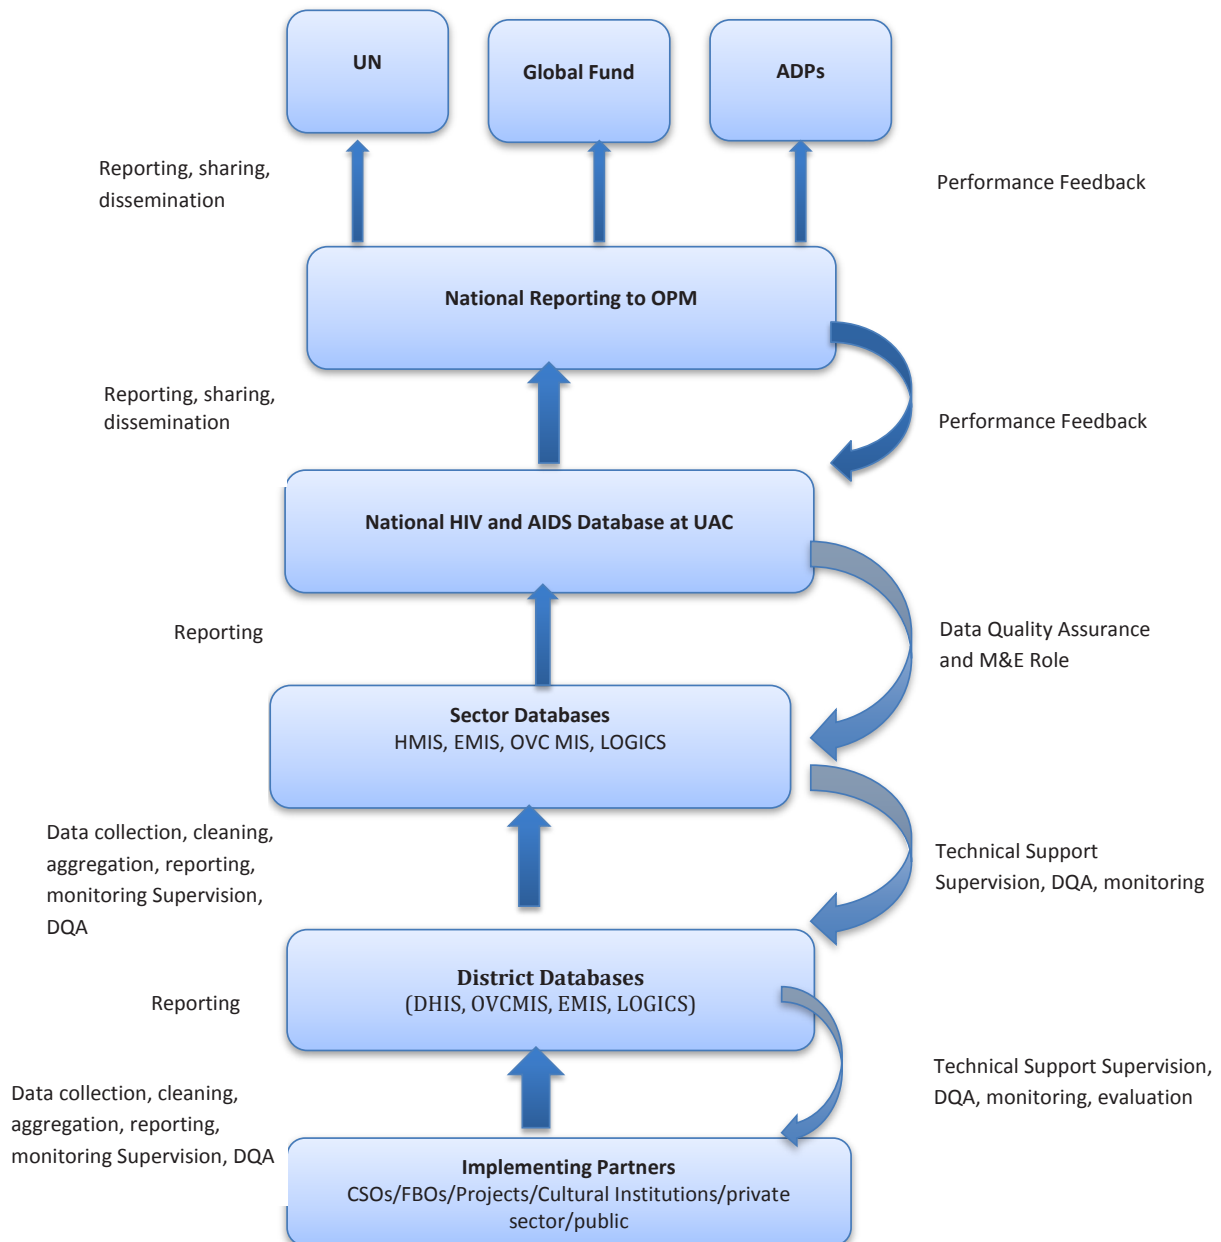 UN
Global Fund
ADPs
Reporting, sharing,
dissemination
Performance Feedback
National Reporting to OPM
Reporting, sharing,
dissemination
Performance Feedback
National HIV and AIDS Database at UAC
Reporting
Data Quality Assurance
and M&E Role
Sector Databases
HMIS, EMIS, OVC MIS, LOGICS
Data collection, cleaning,
aggregation, reporting,
monitoring Supervision,
DQA
Technical Support
Supervision, DQA, monitoring
District Databases
(DHIS, OVCMIS, EMIS, LOGICS)
Reporting
Technical Support Supervision,
DQA, monitoring, evaluation
Data collection, cleaning,
aggregation, reporting,
monitoring Supervision, DQA
Implementing Partners
CSOs/FBOs/Projects/Cultural Institutions/private
sector/public